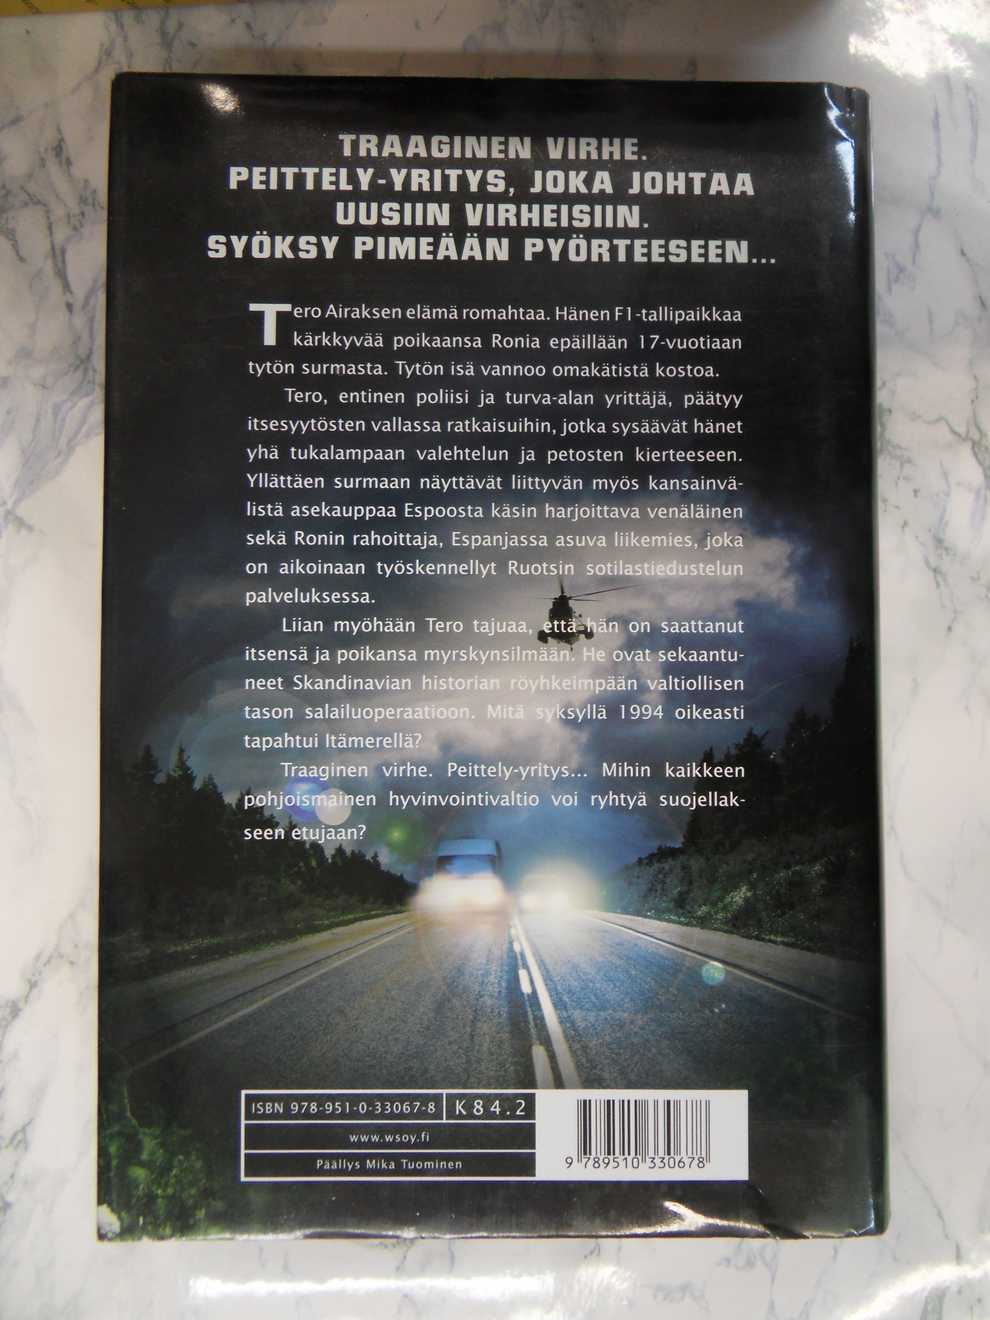 TRAAGINEN VIRHE.
PEITTELY-YRITYS, JOKA JOHTAA
UUSIIN VIRHEISIIN.
SYÖKSY PIMEÄÄN PYÖRTEESEEN...
Tero Airaksen elämä romahtaa. Hänen F1-tallipaikkaa
kärkkyvää poikaansa Ronia epäillään 17-vuotiaan
tytön surmasta. Tytön isä vannoo omakätistä kostoa.
Tero, entinen poliisi ja turva-alan yrittäjä, päätyy
itsesyytösten vallassa ratkaisuihin, jotka sysäävät hänet
yhä tukalampaan valehtelun ja petosten kierteeseen.
Yllättäen surmaan näyttävät liittyvän myös kansainvä-
listä asekauppaa Espoosta käsin harjoittava venäläinen
sekä Ronin rahoittaja, Espanjassa asuva liikemies, joka
on aikoinaan työskennellyt Ruotsin sotilastiedustelun
palveluksessa.
Liian myöhään Tero tajuaa, että hän on saattanut
itsensä ja poikansa myrskynsilmään. He ovat sekaantu-
neet Skandinavian historian röyhkeimpään valtiollisen
tason salailuoperaatioon. Mitä syksyllä 1994 oikeasti
tapahtui Itämerellä?
Traaginen virhe. Peittely-yritys... Mihin kaikkeen
pohjoismainen hyvinvointivaltio voi ryhtyä suojellak-
seen etujaan?
ISBN 978-951-0-33067-8 K84.2
www.wsoy.fi
Päällys Mika Tuominen
9 789510 330678